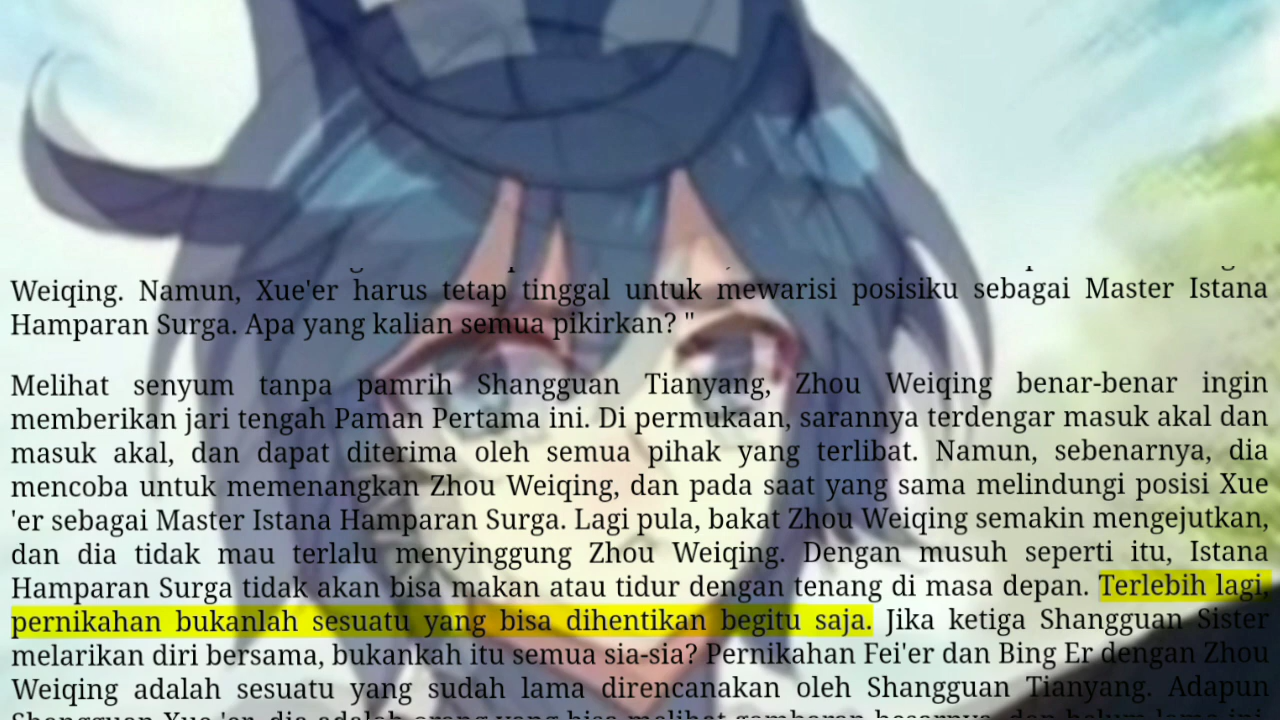 Weiqing. Namun, Xue'er harus tetap tinggal untuk mewarisi posisiku sebagai Master Istana
Hamparan Surga. Apa yang kalian semua pikirkan? "
Melihat senyum tanpa pamrih Shangguan Tianyang, Zhou Weiqing benar-benar ingin
memberikan jari tengah Paman Pertama ini. Di permukaan, sarannya terdengar masuk akal dan
masuk akal, dan dapat diterima oleh semua pihak yang terlibat. Namun, sebenarnya, dia
mencoba untuk memenangkan Zhou Weiqing, dan pada saat yang sama melindungi posisi Xue
'er sebagai Master Istana Hamparan Surga. Lagi pula, bakat Zhou Weiqing semakin mengejutkan,
dan dia tidak mau terlalu menyinggung Zhou Weiqing. Dengan musuh seperti itu, Istana
Hamparan Surga tidak akan bisa makan atau tidur dengan tenang di masa depan. Terlebih lagi,
pernikahan bukanlah sesuatu yang bisa dihentikan begitu saja. Jika ketiga Shangguan Sister
melarikan diri bersama, bukankah itu semua sia-sia? Pernikahan Fei'er dan Bing Er dengan Zhou
Weiqing adalah sesuatu yang sudah lama direncanakan oleh Shangguan Tianyang. Adapun